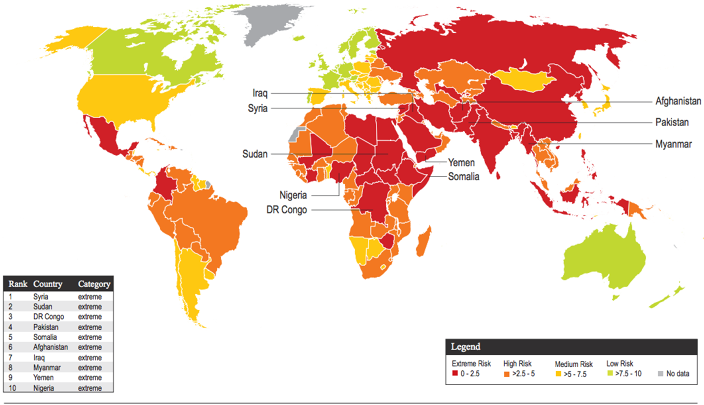 Iraq
Syria
Afghanistan
Pakistan
Myanmar
Sudan
Yemen
Somalia
Nigeria
DR Congo
Rank Country Category
1 Syria extreme
2 Sudan extreme
3 DR Congo extreme
4 Pakistan extreme
5 Somalia extreme
6 Afghanistan extreme
7 Iraq extreme
8 Myanmar extreme
9 Yemen extreme
10 Nigeria extreme
Legend
Extreme Risk High Risk Medium Risk Low Risk
0 - 2.5 >2.5 - 5 >5 - 7.5 >7.5 - 10 No data